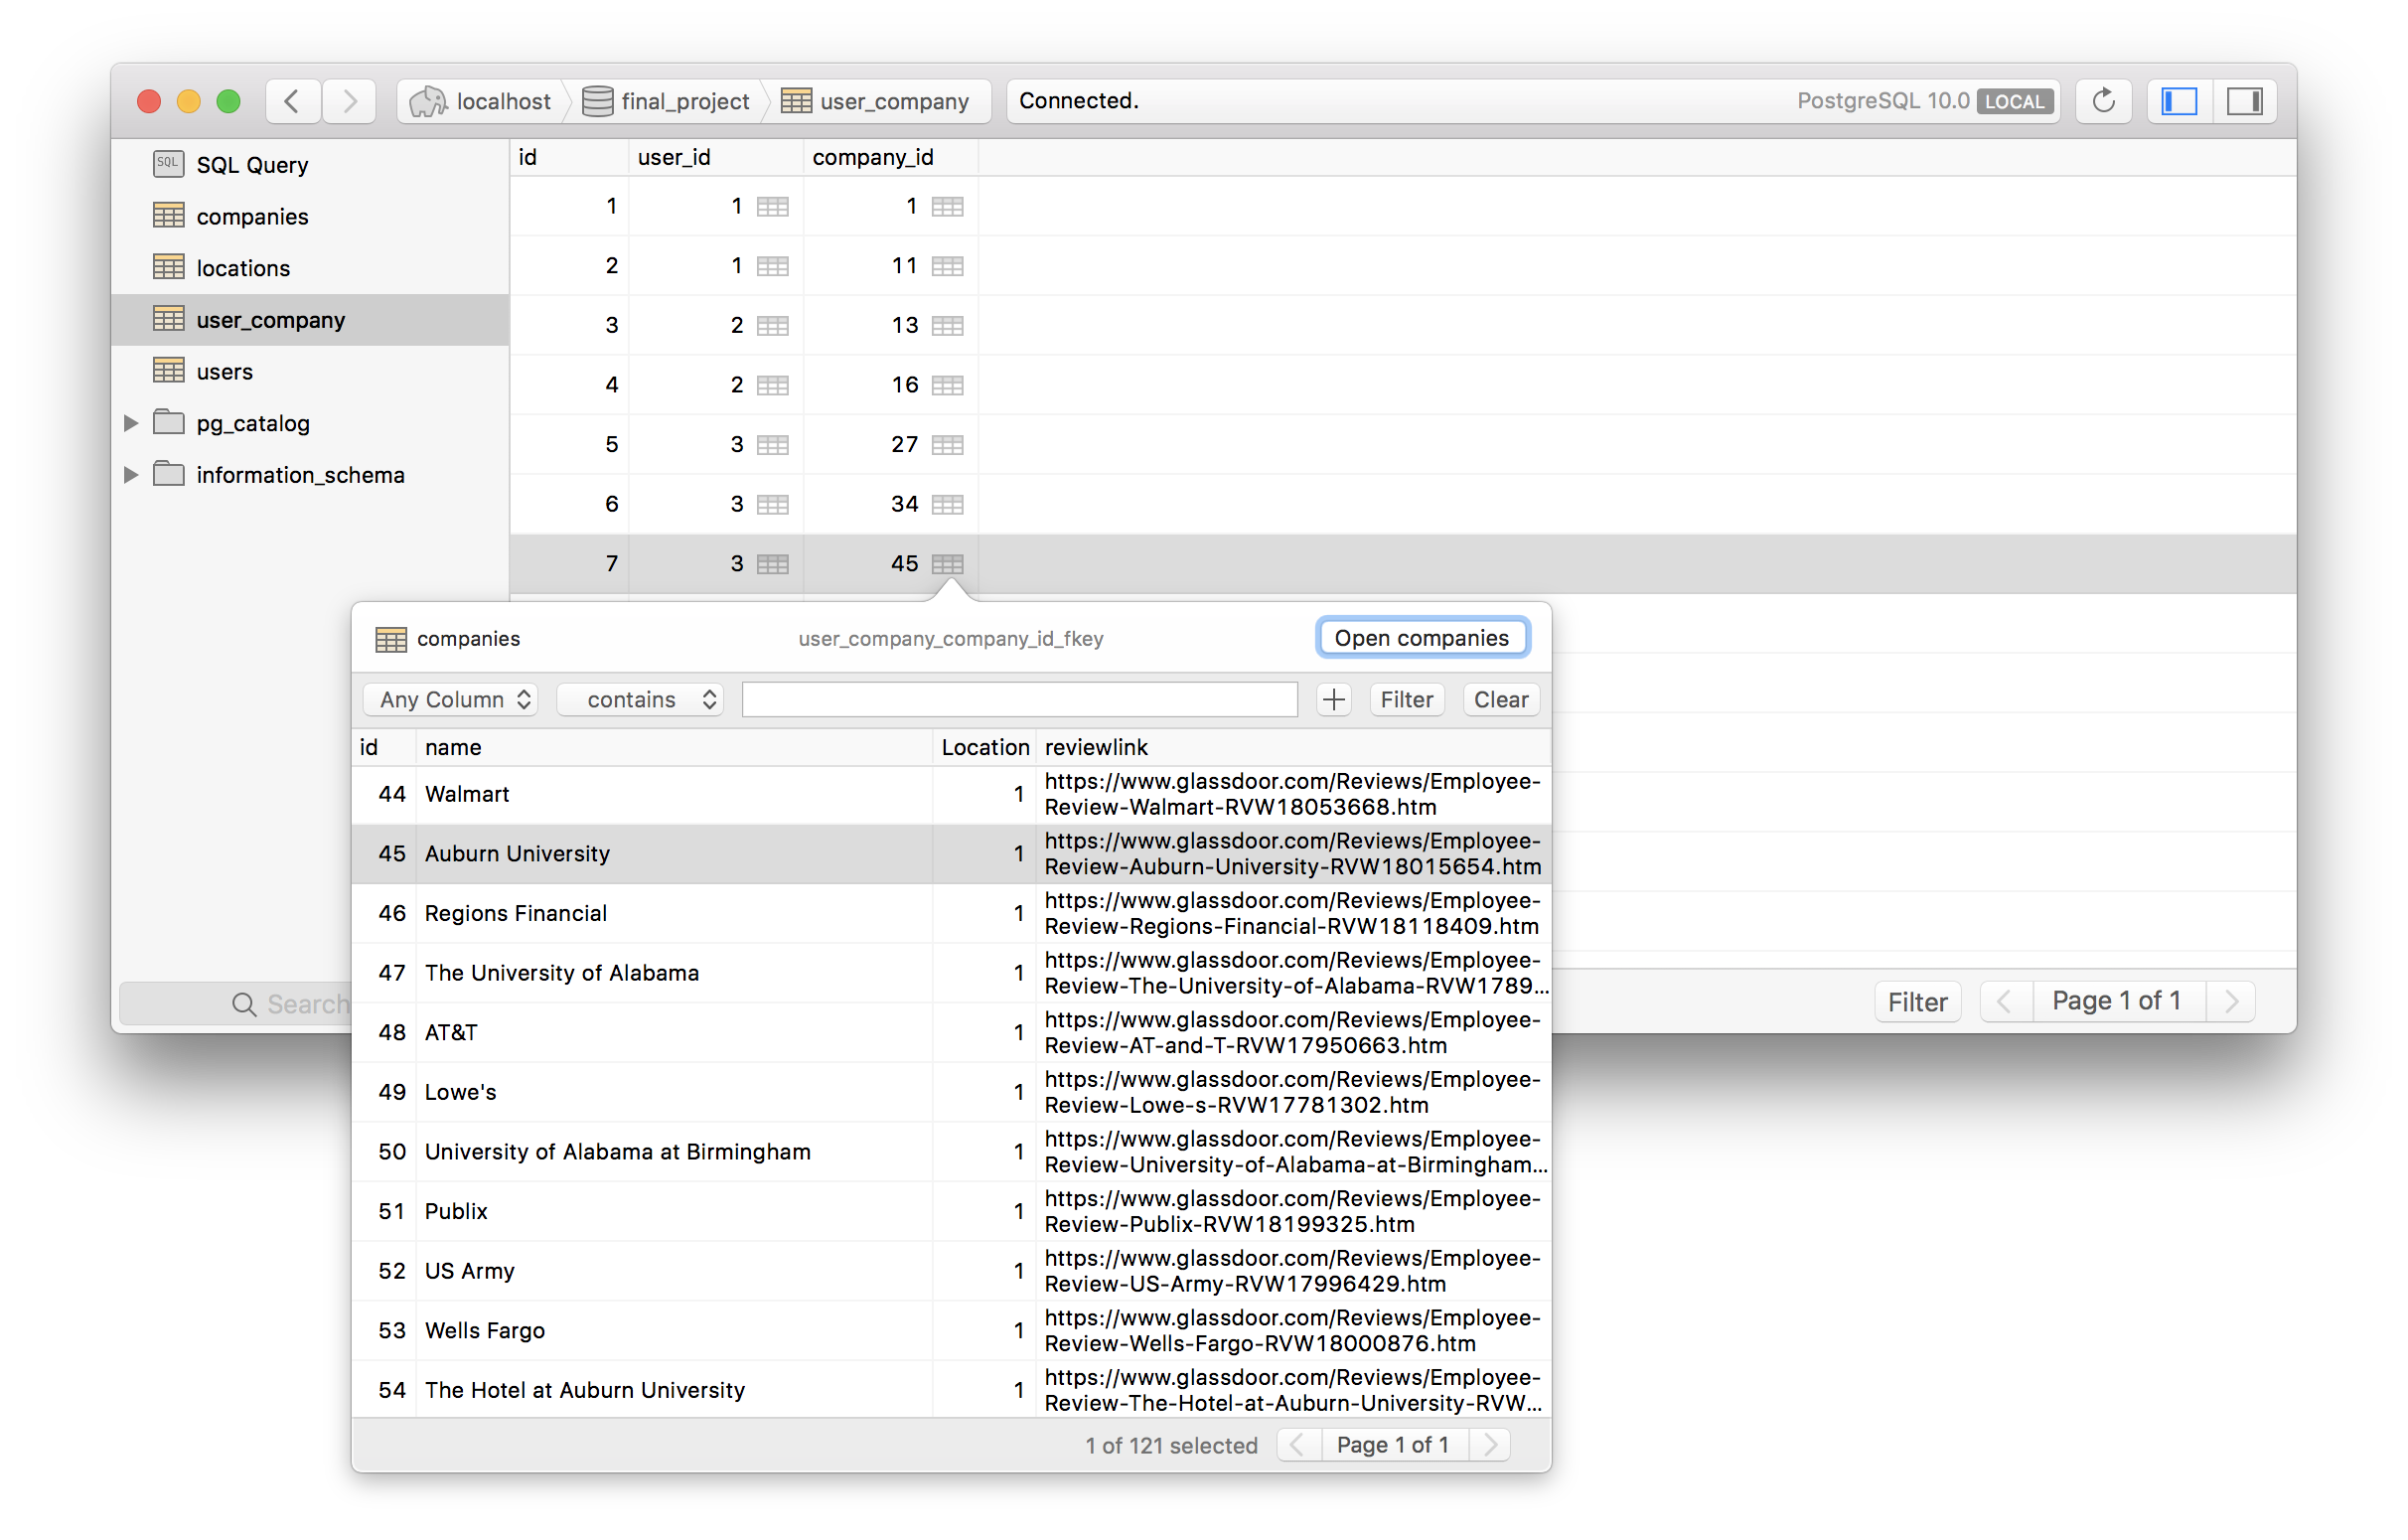 localhost final_project user_company Connected. PostgreSQL 10.0 LOCAL
SQL Query
companies
locations
user_company
users
pg_catalog
information_schema
Search
id user_id company_id
1 1 1
2 1 11
3 2 13
4 2 16
5 3 27
6 3 34
7 3 45
companies user_company_company_id_fkey Open companies
Any Column contains Filter Clear
id name Location reviewlink
44 Walmart 1 https://www.glassdoor.com/Reviews/Employee-
Review-Walmart-RVW18053668.htm
45 Auburn University 1 https://www.glassdoor.com/Reviews/Employee-
Review-Auburn-University-RVW18015654.htm
46 Regions Financial 1 https://www.glassdoor.com/Reviews/Employee-
Review-Regions-Financial-RVW18118409.htm
47 The University of Alabama 1 https://www.glassdoor.com/Reviews/Employee-
Review-The-University-of-Alabama-RVW1789...
48 AT&T 1 https://www.glassdoor.com/Reviews/Employee-
Review-AT-and-T-RVW17950663.htm
49 Lowe's 1 https://www.glassdoor.com/Reviews/Employee-
Review-Lowe-s-RVW17781302.htm
50 University of Alabama at Birmingham 1 https://www.glassdoor.com/Reviews/Employee-
Review-University-of-Alabama-at-Birmingham...
51 Publix 1 https://www.glassdoor.com/Reviews/Employee-
Review-Publix-RVW18199325.htm
52 US Army 1 https://www.glassdoor.com/Reviews/Employee-
Review-US-Army-RVW17996429.htm
53 Wells Fargo 1 https://www.glassdoor.com/Reviews/Employee-
Review-Wells-Fargo-RVW18000876.htm
54 The Hotel at Auburn University 1 https://www.glassdoor.com/Reviews/Employee-
Review-The-Hotel-at-Auburn-University-RVW...
1 of 121 selected Page 1 of 1
Filter Page 1 of 1